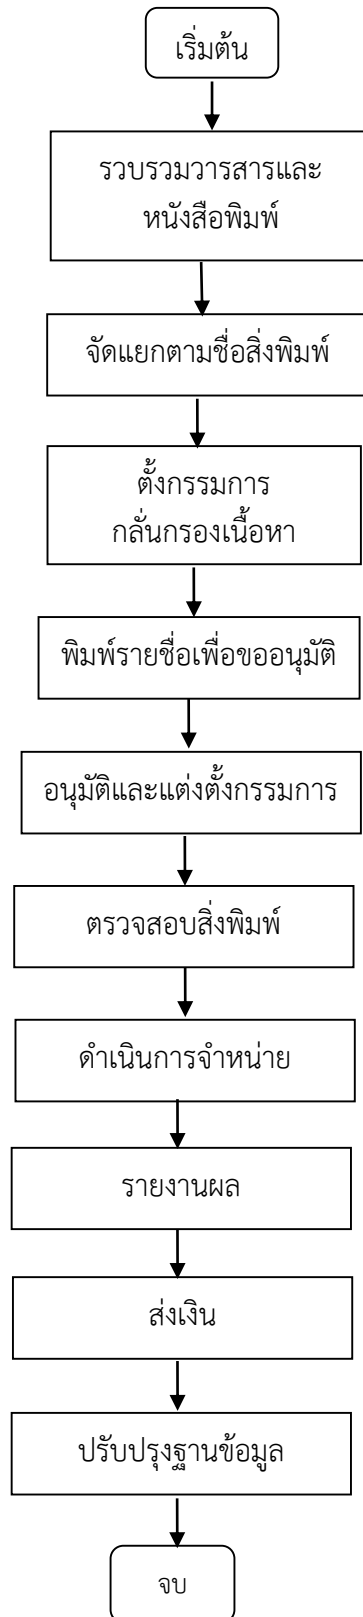 เริ่มต้น
รวบรวมวารสารและ
หนังสือพิมพ์
จัดแยกตามชื่อสิ่งพิมพ์
ตั้งกรรมการ
กลั่นกรองเนื้อหา
พิมพ์รายชื่อเพื่อขออนุมัติ
อนุมัติและแต่งตั้งกรรมการ
ตรวจสอบสิ่งพิมพ์
ดำเนินการจำหน่าย
รายงานผล
ส่งเงิน
ปรับปรุงฐานข้อมูล
จบ